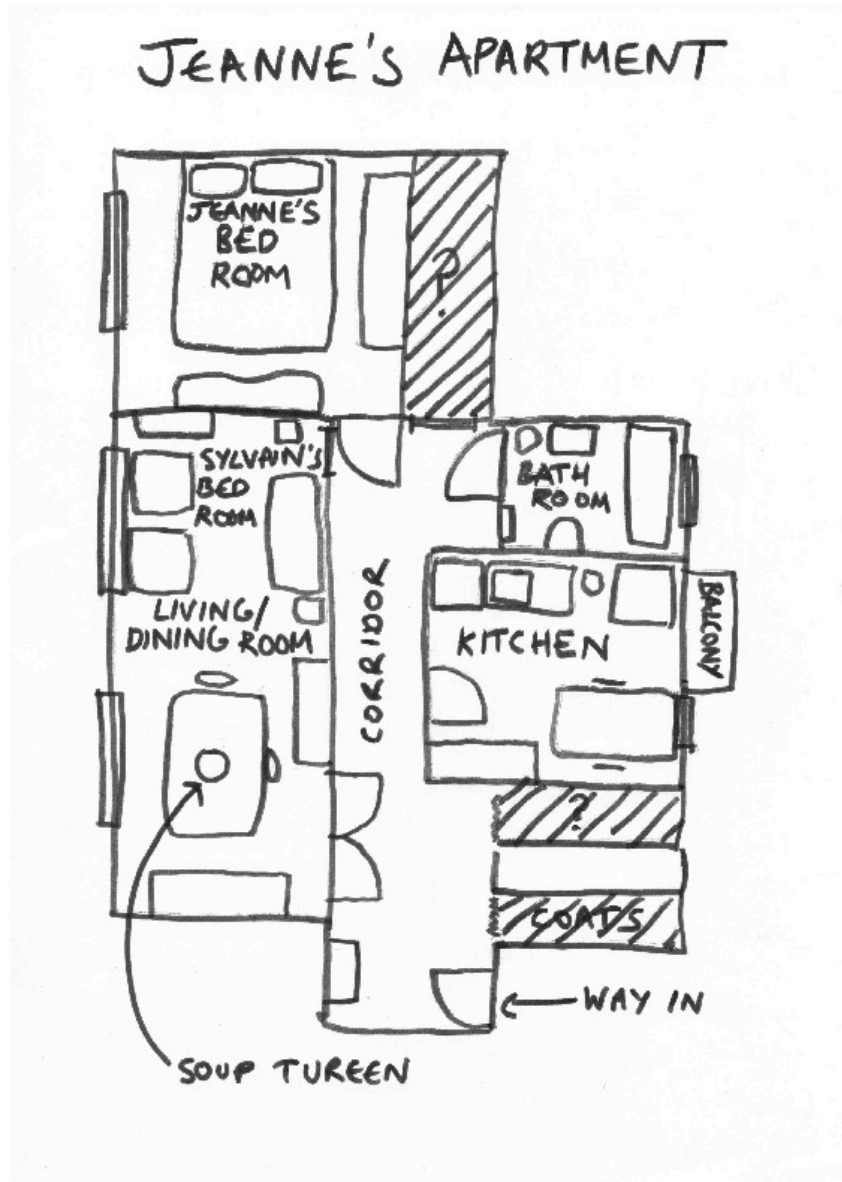 JEANNE'S APARTMENT
JEANNE'S
BED
ROOM
?
SYLVAIN'S
BED
ROOM
BATH
ROOM
LIVING/
DINING ROOM
CORRIDOR
KITCHEN
BALCONY
?
COATS
WAY IN
SOUP TUREEN